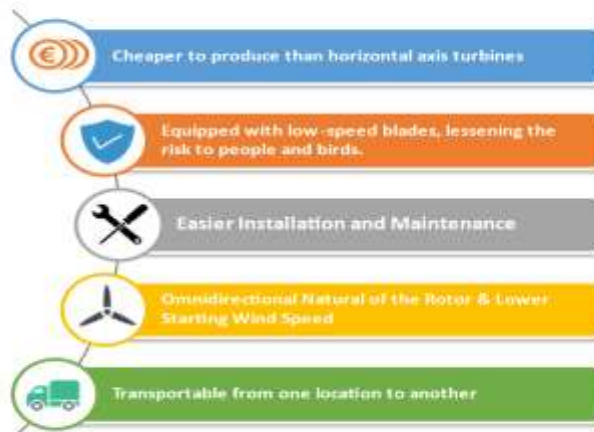 Cheaper to produce than horizontal axis turbines
Equipped with low-speed blades, lessening the
risk to people and birds.
Easier Installation and Maintenance
Omnidirectional Natural of the Rotor & Lower
Starting Wind Speed
Transportable from one location to another